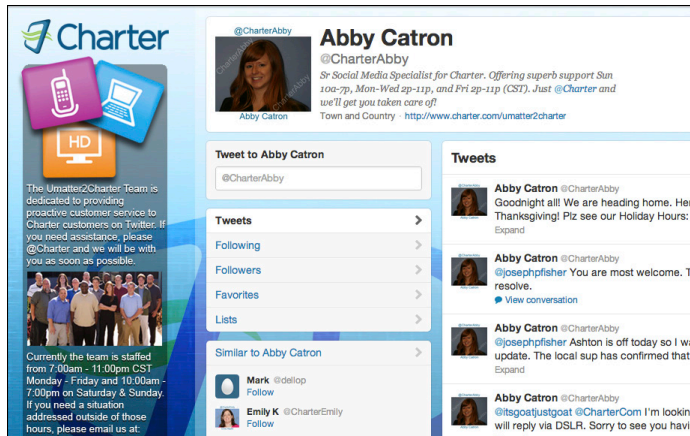 Charter
HD
The Umatter2Charter Team is
dedicated to providing
proactive customer service to
Charter customers on Twitter. If
you need assistance, please
@Charter and we will be with
you as soon as possible.
Currently the team is staffed
from 7:00am - 11:00pm CST
Monday - Friday and 10:00am -
7:00pm on Saturday & Sunday.
If you need a situation
addressed outside of those
hours, please email us at:
@CharterAbby
Abby Catron
Abby Catron
@CharterAbby
Sr Social Media Specialist for Charter. Offering superb support Sun
10a-7p, Mon-Wed 2p-11p, and Fri 2p-11p (CST). Just @Charter and
we'll get you taken care of!
Town and Country · http://www.charter.com/umatter2charter
Tweet to Abby Catron
@CharterAbby
Tweets
Following
Followers
Favorites
Lists
Similar to Abby Catron
Mark @dellop
Follow
Emily K @CharterEmily
Follow
Tweets
Abby Catron @CharterAbby
Goodnight all! We are heading home. 
Thanksgiving! Plz see our Holiday Hours:
Expand
Abby Catron @CharterAbby
@josephpfisher You are most welcome. T
resolve.
View conversation
Abby Catron @CharterAbby
@josephpfisher Ashton is off today so I wa
update. The local sup has confirmed that
Expand
Abby Catron @CharterAbby
@itsgoatjustgoat @CharterCom I'm lookin
will reply via DSLR. Sorry to see you havi